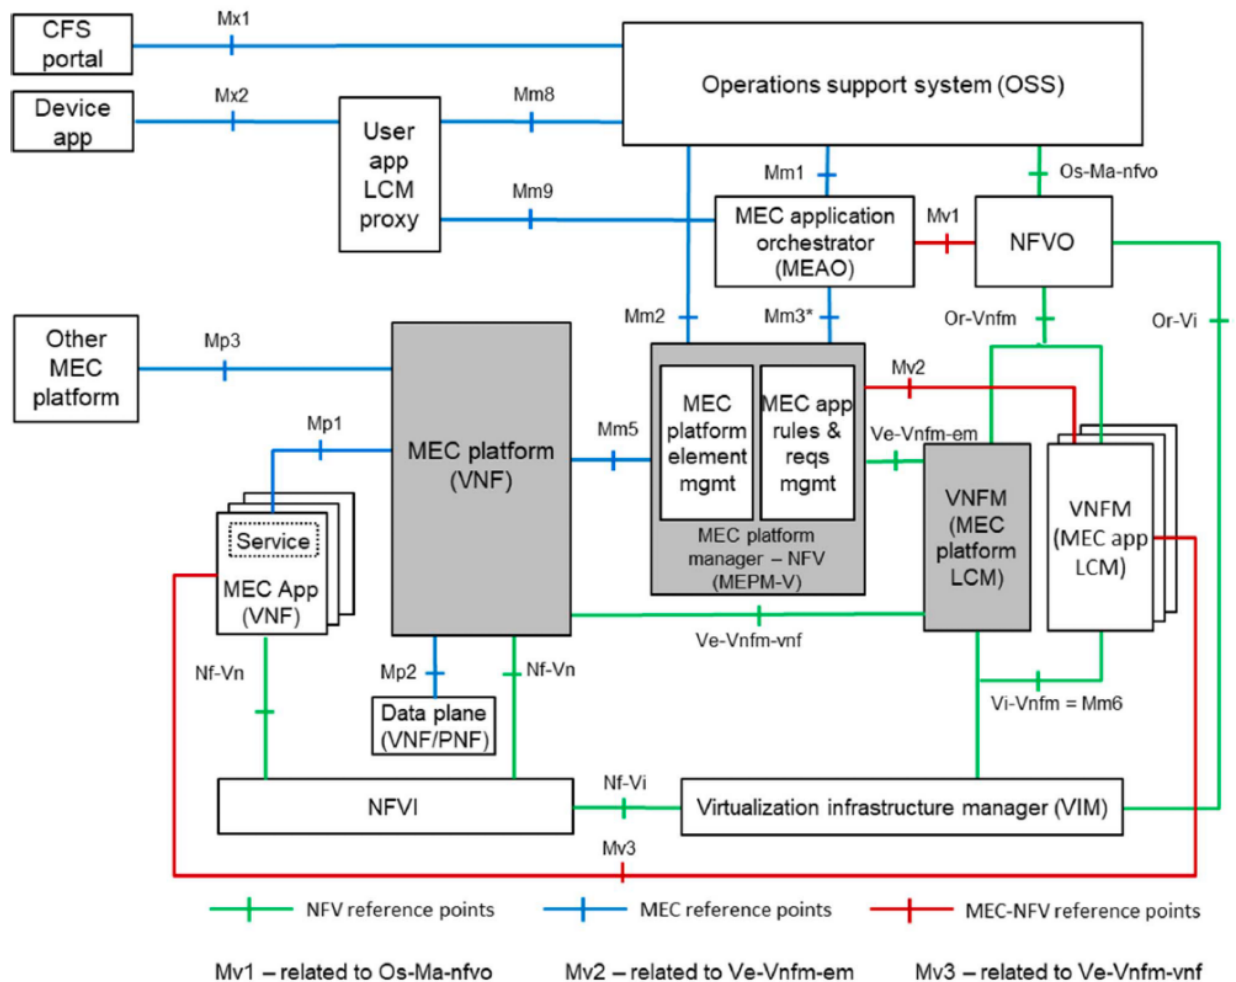 CFS
portal
Mx1
Operations support system (OSS)
Device
app
Mx2
User
app
LCM
proxy
Mm8
Mm9
Mm1
Os-Ma-nfvo
MEC application
orchestrator
(MEAO)
Mv1
NFVO
Other
MEC
platform
Mp3
Mm2
Mm3*
Or-Vnfm
Or-Vi
MEC platform
(VNF)
Mp1
Mm5
MEC
platform
element
mgmt
MEC app
rules &
reqs
mgmt
MEC platform
manager – NFV
(MEPM-V)
Mv2
Ve-Vnfm-em
VNFM
(MEC
platform
LCM)
VNFM
(MEC app
LCM)
Service
MEC App
(VNF)
Ve-Vnfm-vnf
Nf-Vn
Mp2
Nf-Vn
Data plane
(VNF/PNF)
Vi-Vnfm = Mm6
NFVI
Nf-Vi
Virtualization infrastructure manager (VIM)
Mv3
NFV reference points
MEC reference points
MEC-NFV reference points
Mv1 – related to Os-Ma-nfvo
Mv2 – related to Ve-Vnfm-em
Mv3 – related to Ve-Vnfm-vnf